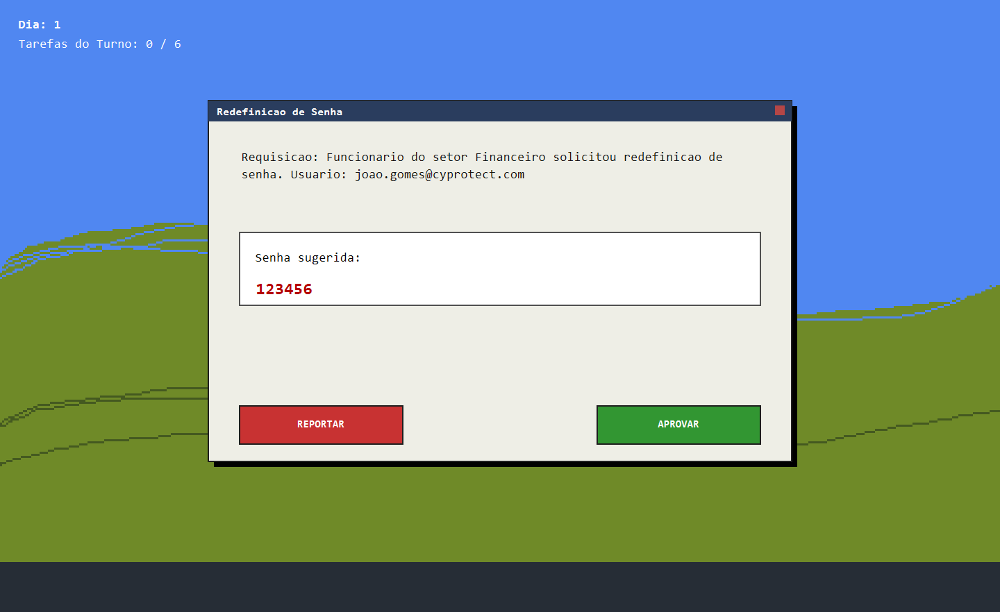 Dia: 1
Tarefas do Turno: 0 / 6
Redefinicao de Senha
Requisicao: Funcionario do setor Financeiro solicitou redefinicao de
senha. Usuario: joao.gomes@cyprotect.com
Senha sugerida:
123456
REPORTAR
APROVAR